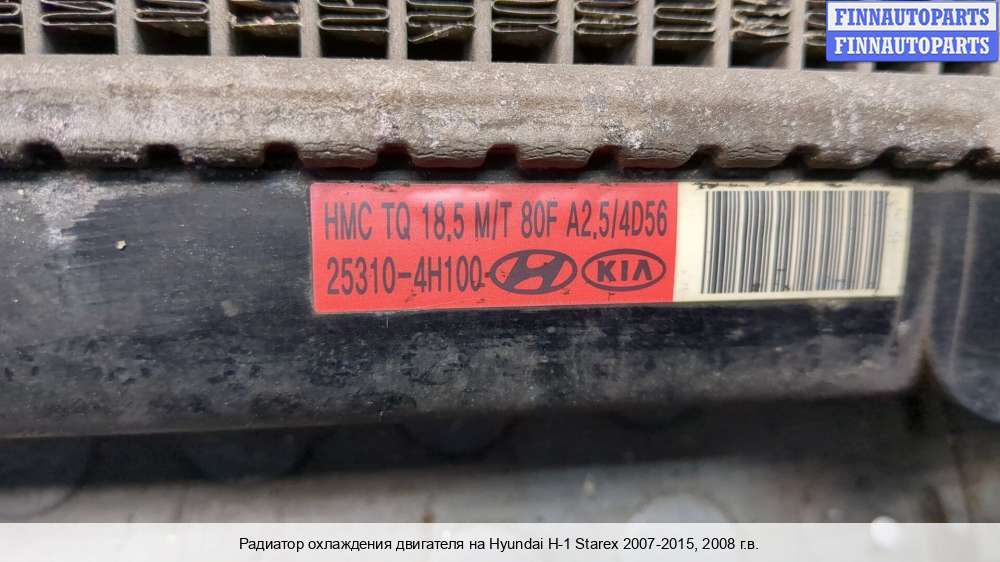 FINNAUTOPARTS
FINNAUTOPARTS
HMC TQ 18,5 M/T 80F A2,5/4D56
25310-4H100- KIA
Радиатор охлаждения двигателя на Hyundai H-1 Starex 2007-2015, 2008 г.в.